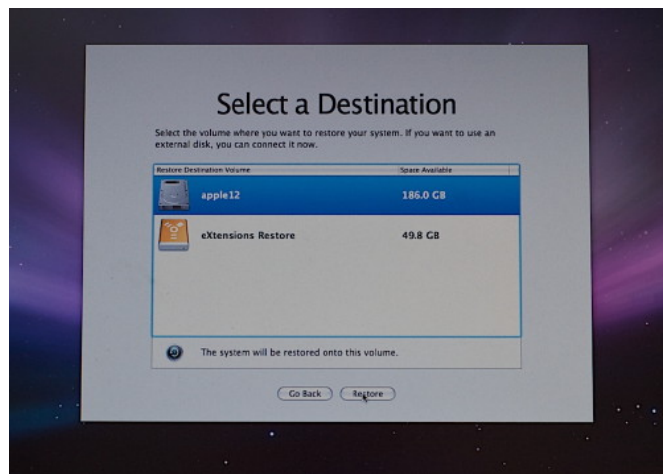 Select a Destination
Select the volume where you want to restore your system. If you want to use an
external disk, you can connect it now.
Restore Destination Volume Space Available
apple12 186.0 GB
eXtensions Restore 49.8 GB
The system will be restored onto this volume.
Go Back Restore